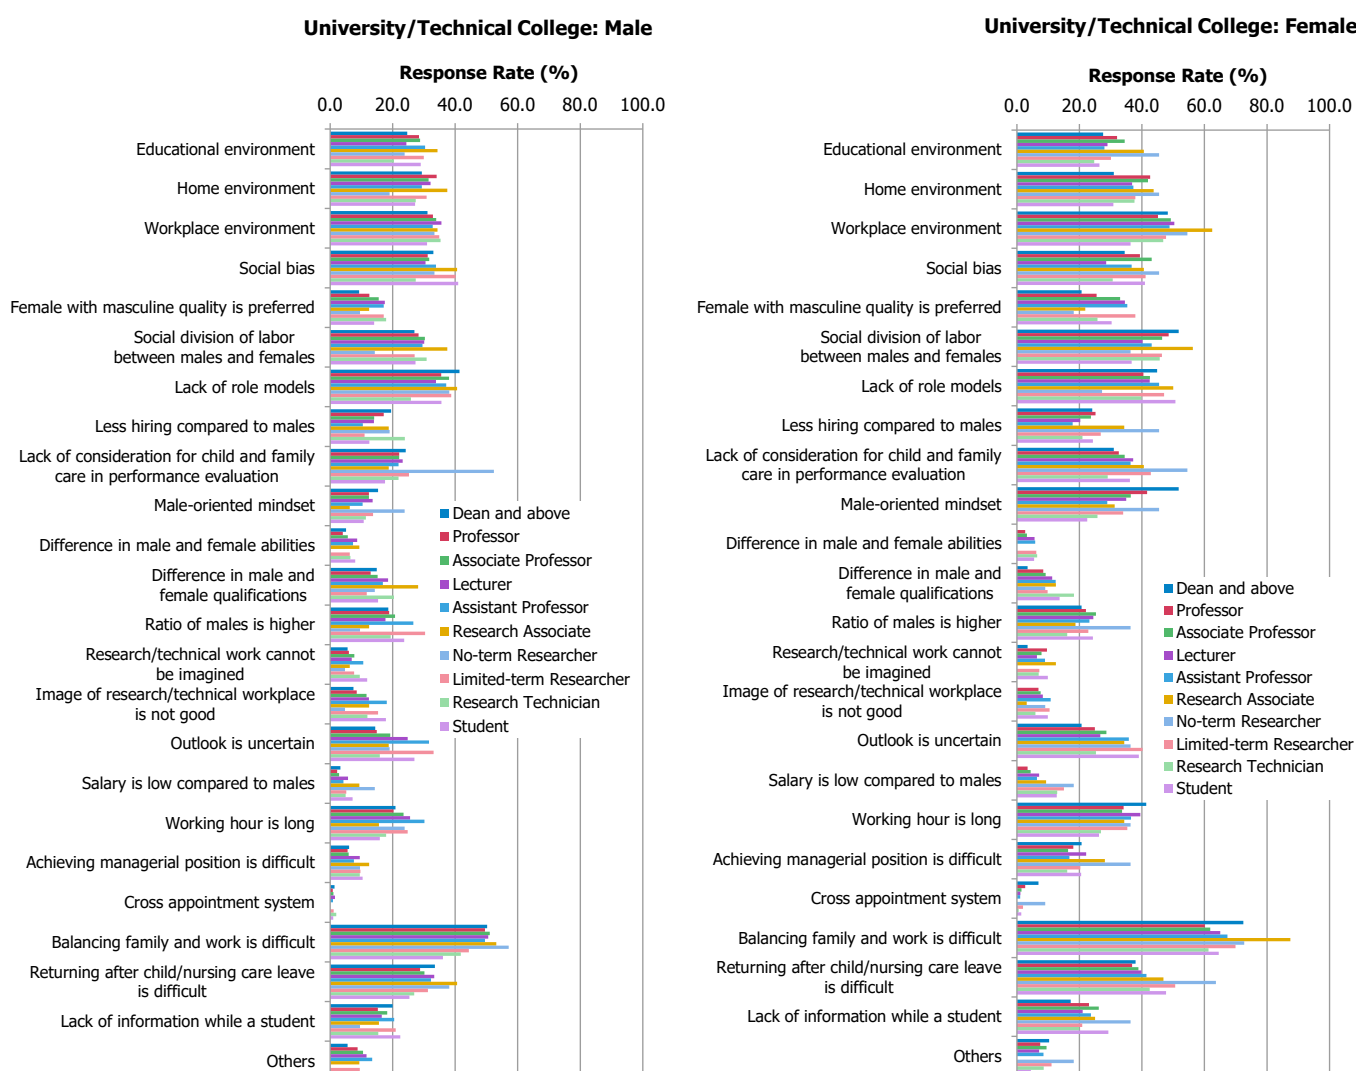 University/Technical College: Male
Response Rate (%)
0.0 20.0 40.0 60.0 80.0 100.0
Educational environment
Home environment
Workplace environment
Social bias
Female with masculine quality is preferred
Social division of labor
between males and females
Lack of role models
Less hiring compared to males
Lack of consideration for child and family
care in performance evaluation
Male-oriented mindset
Difference in male and female abilities
Difference in male and
female qualifications
Ratio of males is higher
Research/technical work cannot
be imagined
Image of research/technical workplace
is not good
Outlook is uncertain
Salary is low compared to males
Working hour is long
Achieving managerial position is difficult
Cross appointment system
Balancing family and work is difficult
Returning after child/nursing care leave
is difficult
Lack of information while a student
Others
Dean and above
Professor
Associate Professor
Lecturer
Assistant Professor
Research Associate
No-term Researcher
Limited-term Researcher
Research Technician
Student
University/Technical College: Female
Response Rate (%)
0.0 20.0 40.0 60.0 80.0 100.0
Educational environment
Home environment
Workplace environment
Social bias
Female with masculine quality is preferred
Social division of labor
between males and females
Lack of role models
Less hiring compared to males
Lack of consideration for child and family
care in performance evaluation
Male-oriented mindset
Difference in male and female abilities
Difference in male and
female qualifications
Ratio of males is higher
Research/technical work cannot
be imagined
Image of research/technical workplace
is not good
Outlook is uncertain
Salary is low compared to males
Working hour is long
Achieving managerial position is difficult
Cross appointment system
Balancing family and work is difficult
Returning after child/nursing care leave
is difficult
Lack of information while a student
Others
Dean and above
Professor
Associate Professor
Lecturer
Assistant Professor
Research Associate
No-term Researcher
Limited-term Researcher
Research Technician
Student